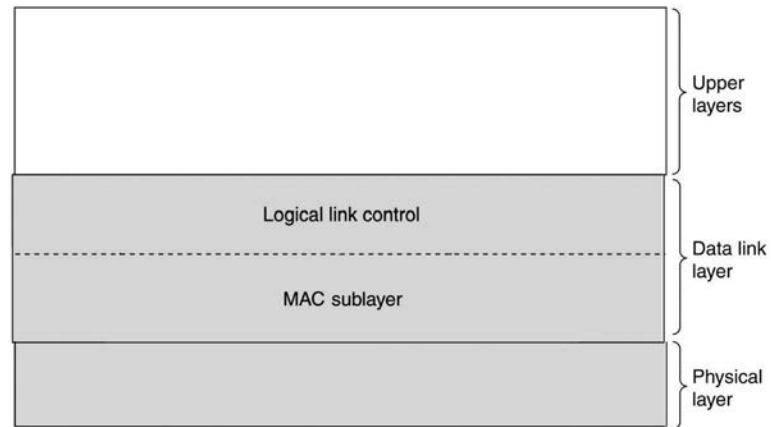 Upper
layers
Logical link control
Data link
layer
MAC sublayer
Physical
layer